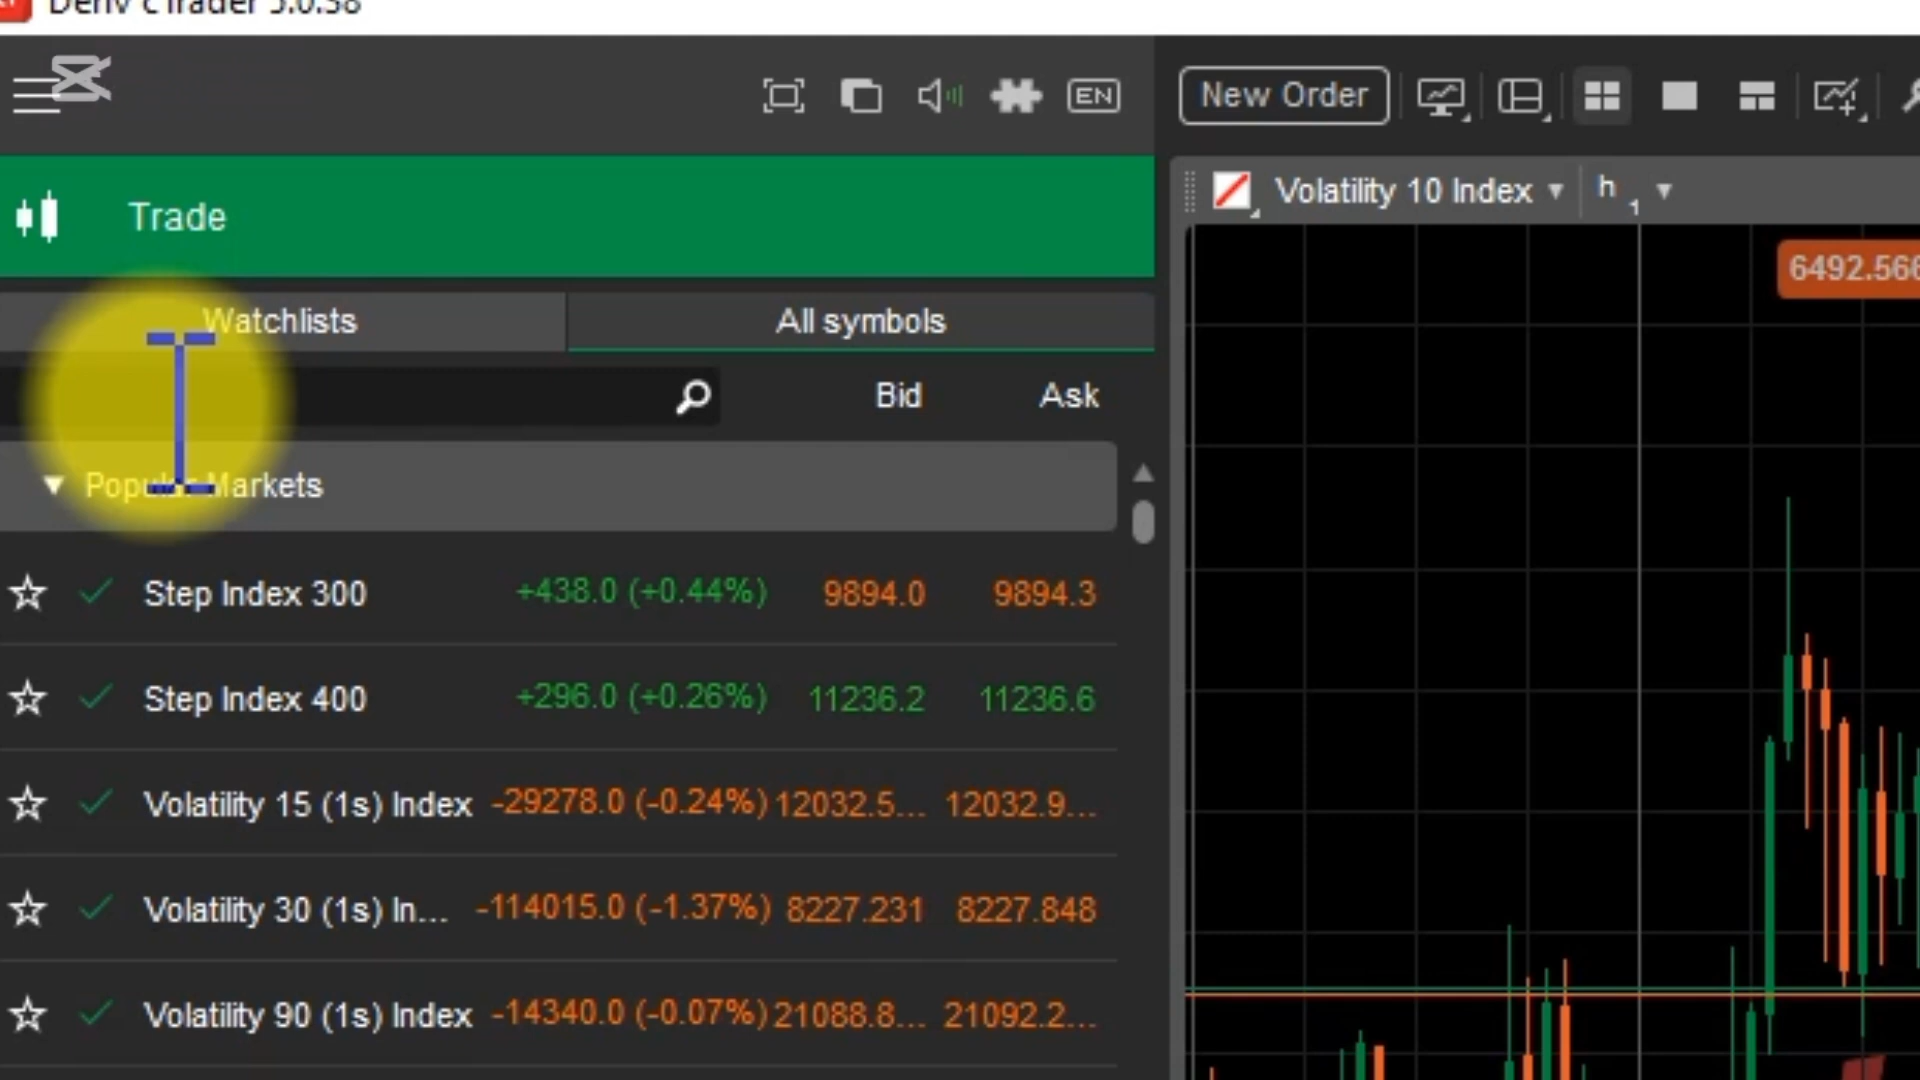 Deriv cTrader 5.0.38
EN
New Order
Trade
Volatility 10 Index
h 1
6492.566
Watchlists
All symbols
Bid
Ask
Popular Markets
Step Index 300 +438.0 (+0.44%) 9894.0 9894.3
Step Index 400 +296.0 (+0.26%) 11236.2 11236.6
Volatility 15 (1s) Index -29278.0 (-0.24%) 12032.5... 12032.9...
Volatility 30 (1s) In... -114015.0 (-1.37%) 8227.231 8227.848
Volatility 90 (1s) Index -14340.0 (-0.07%) 21088.8... 21092.2...